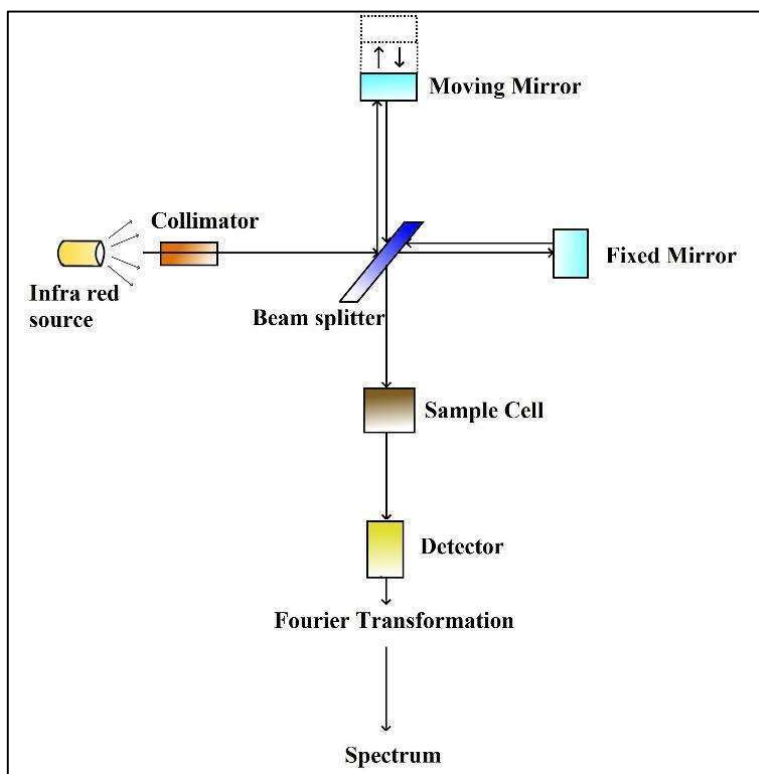 Moving Mirror
Collimator
Fixed Mirror
Infra red
source
Beam splitter
Sample Cell
Detector
Fourier Transformation
Spectrum